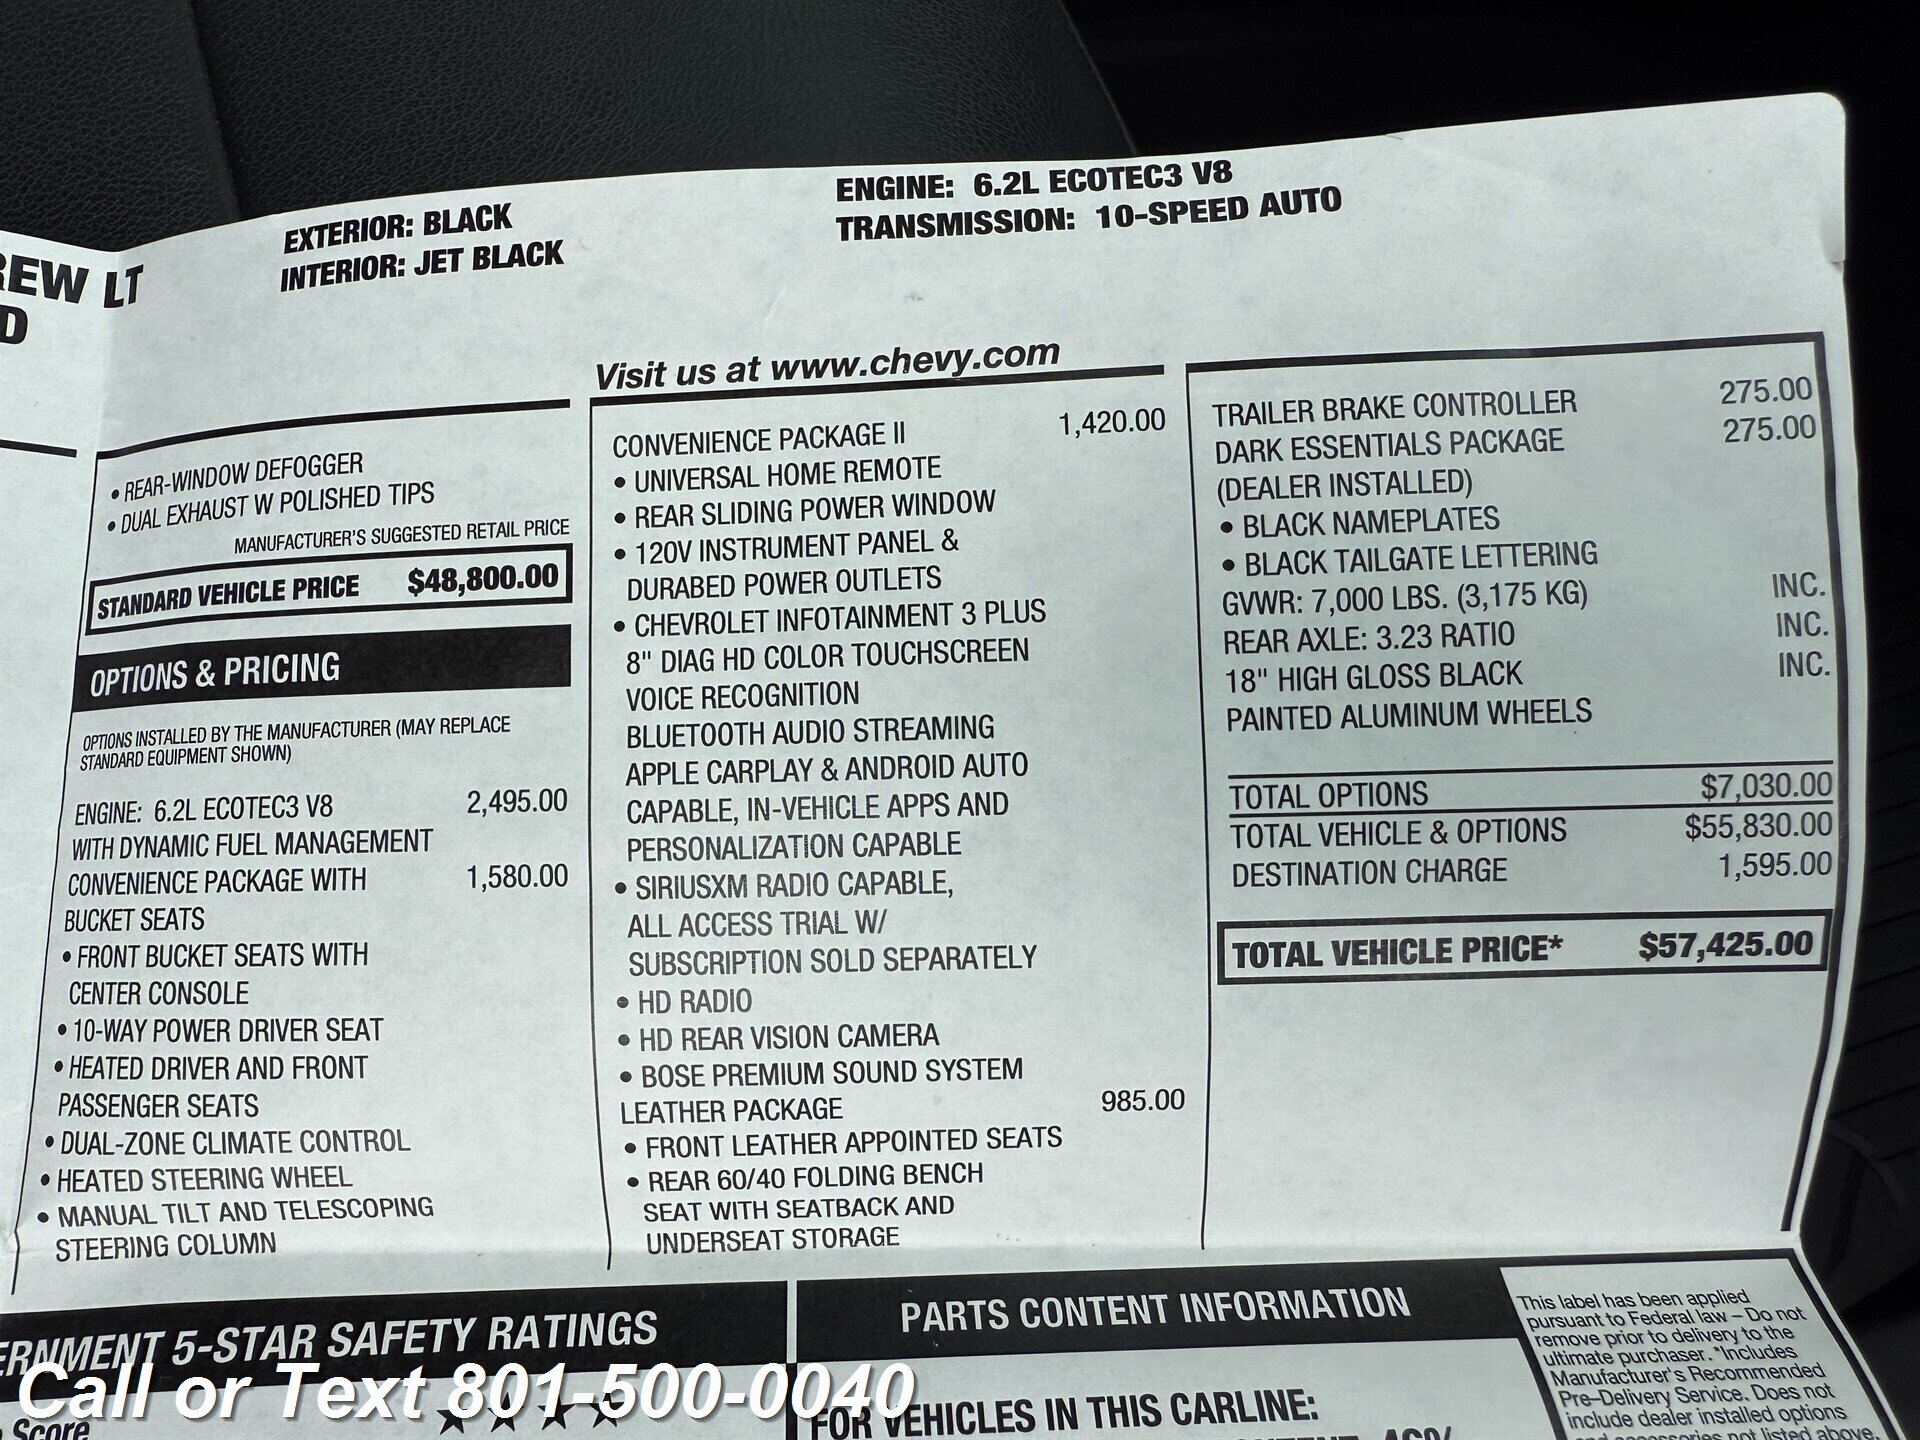 EXTERIOR: BLACK
INTERIOR: JET BLACK
ENGINE: 6.2L ECOTEC3 V8
TRANSMISSION: 10-SPEED AUTO
LT
Visit us at www.chevy.com
• REAR-WINDOW DEFOGGER
• DUAL EXHAUST W POLISHED TIPS
MANUFACTURER'S SUGGESTED RETAIL PRICE
STANDARD VEHICLE PRICE $48,800.00
OPTIONS & PRICING
OPTIONS INSTALLED BY THE MANUFACTURER (MAY REPLACE
STANDARD EQUIPMENT SHOWN)
ENGINE: 6.2L ECOTEC3 V8 2,495.00
WITH DYNAMIC FUEL MANAGEMENT
CONVENIENCE PACKAGE WITH 1,580.00
BUCKET SEATS
• FRONT BUCKET SEATS WITH
CENTER CONSOLE
• 10-WAY POWER DRIVER SEAT
• HEATED DRIVER AND FRONT
PASSENGER SEATS
• DUAL-ZONE CLIMATE CONTROL
• HEATED STEERING WHEEL
• MANUAL TILT AND TELESCOPING
STEERING COLUMN
CONVENIENCE PACKAGE II 1,420.00
• UNIVERSAL HOME REMOTE
• REAR SLIDING POWER WINDOW
• 120V INSTRUMENT PANEL &
DURABED POWER OUTLETS
• CHEVROLET INFOTAINMENT 3 PLUS
8" DIAG HD COLOR TOUCHSCREEN
VOICE RECOGNITION
BLUETOOTH AUDIO STREAMING
APPLE CARPLAY & ANDROID AUTO
CAPABLE, IN-VEHICLE APPS AND
PERSONALIZATION CAPABLE
• SIRIUSXM RADIO CAPABLE,
ALL ACCESS TRIAL W/
SUBSCRIPTION SOLD SEPARATELY
• HD RADIO
• HD REAR VISION CAMERA
• BOSE PREMIUM SOUND SYSTEM
LEATHER PACKAGE 985.00
• FRONT LEATHER APPOINTED SEATS
• REAR 60/40 FOLDING BENCH
SEAT WITH SEATBACK AND
UNDERSEAT STORAGE
TRAILER BRAKE CONTROLLER 275.00
DARK ESSENTIALS PACKAGE 275.00
(DEALER INSTALLED)
• BLACK NAMEPLATES
• BLACK TAILGATE LETTERING
GVWR: 7,000 LBS. (3,175 KG) INC.
REAR AXLE: 3.23 RATIO INC.
18" HIGH GLOSS BLACK INC.
PAINTED ALUMINUM WHEELS
TOTAL OPTIONS $7,030.00
TOTAL VEHICLE & OPTIONS $55,830.00
DESTINATION CHARGE 1,595.00
TOTAL VEHICLE PRICE* $57,425.00
5-STAR SAFETY RATINGS
Score
PARTS CONTENT INFORMATION
FOR VEHICLES IN THIS CARLINE:
This label has been applied
pursuant to Federal law – Do not
remove prior to delivery to the
ultimate purchaser. *Includes
Manufacturer's Recommended
Pre-Delivery Service. Does not
include dealer installed options
not listed above.
Call or Text 801-500-0040